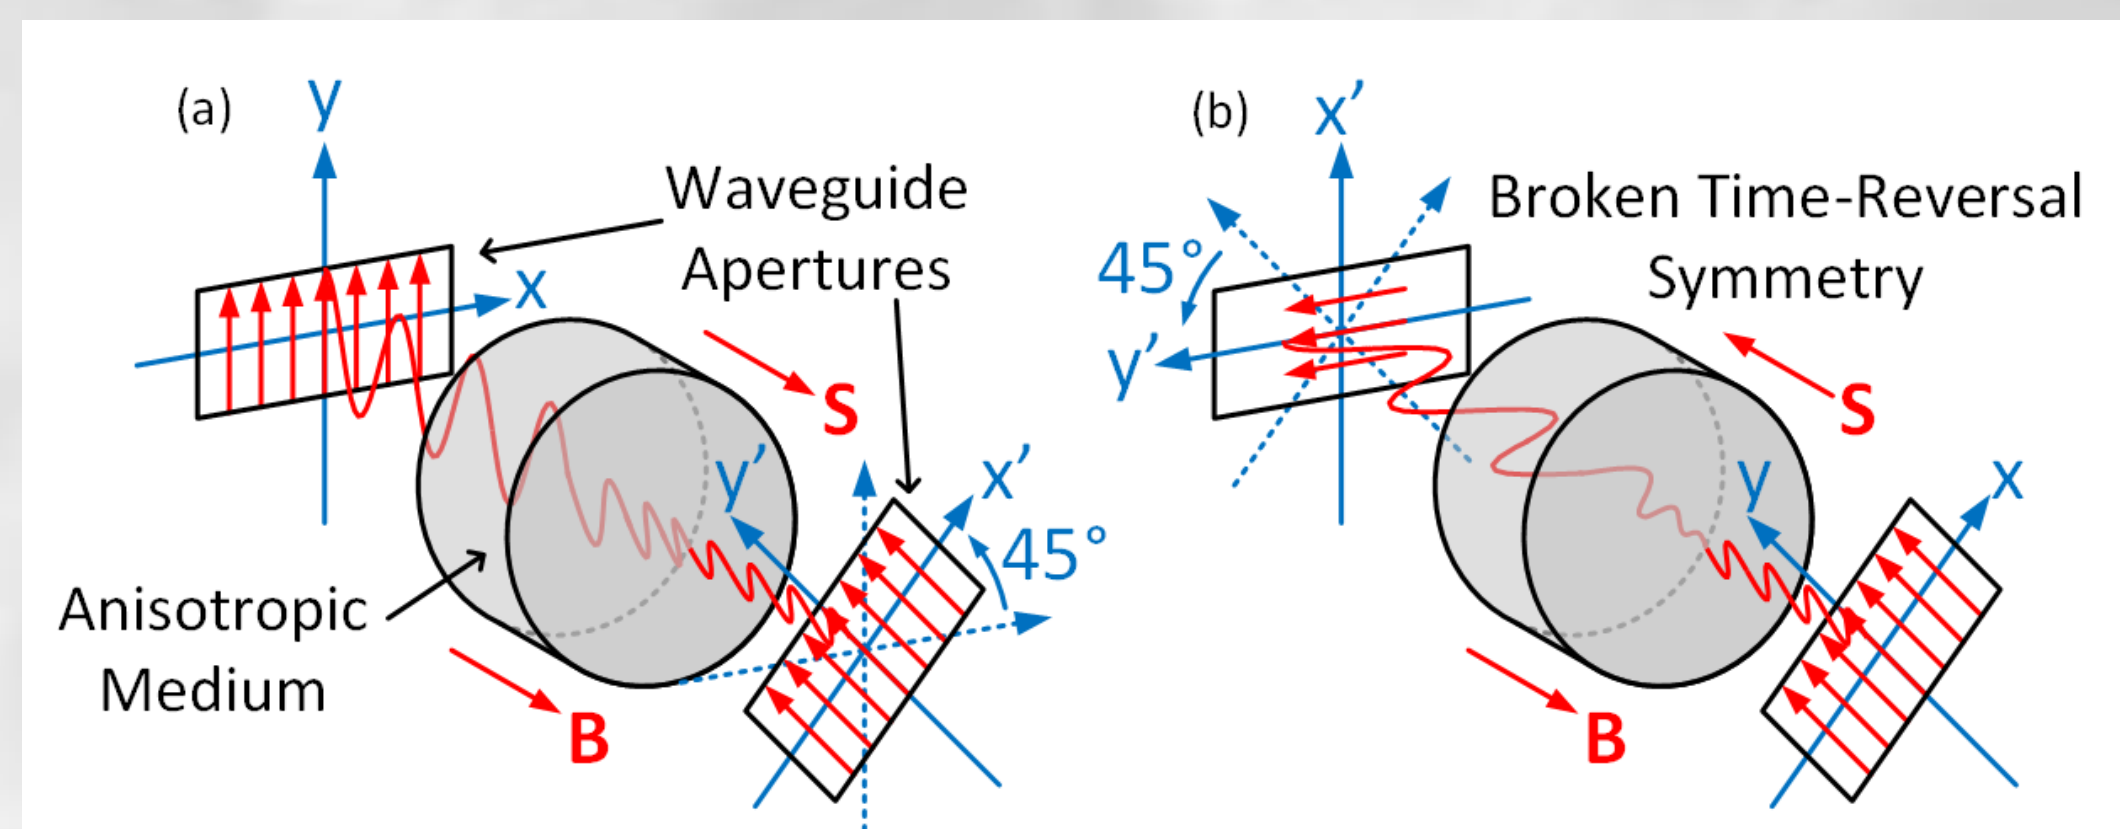 (a)
y
Waveguide
Apertures
x
S
y’
x’
45°
Anisotropic
Medium
B
(b)
x’
Broken Time-Reversal
Symmetry
45°
y’
S
y
x
B